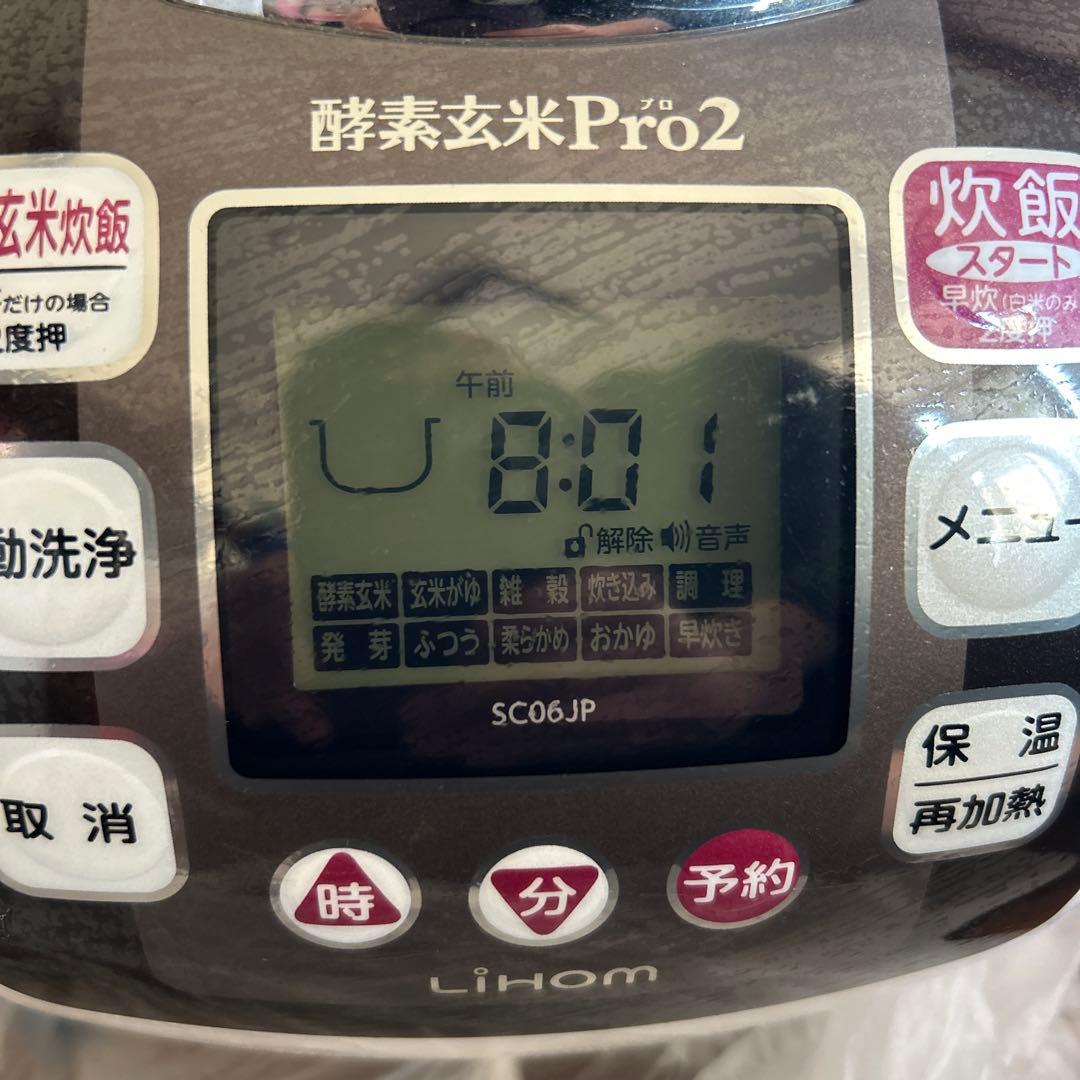 酵素玄米Pro2
プロ
玄米炊飯
だけの場合
2度押
炊飯
スタート
早炊(白米のみ
2度押
午前
8:01
解除 音声
動洗浄
メニュー
酵素玄米 玄米がゆ 雑穀 炊き込み 調理
発芽 ふつう 柔らかめ おかゆ 早炊き
SC06JP
取消
保温
再加熱
時 分 予約
LiHOM